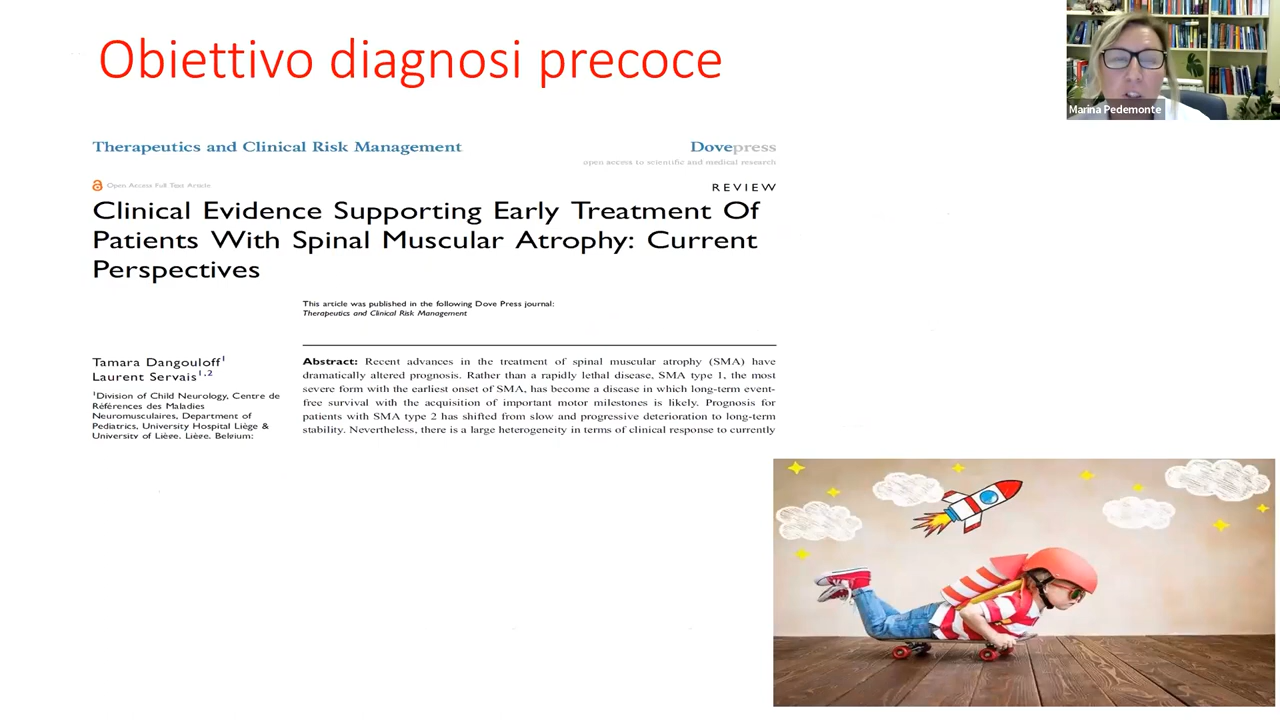 Obiettivo diagnosi precoce
Marina Pedemonte
Therapeutics and Clinical Risk Management
Dovepress
open access to scientific and medical research
Open Access Full Text Article
REVIEW
Clinical Evidence Supporting Early Treatment Of
Patients With Spinal Muscular Atrophy: Current
Perspectives
This article was published in the following Dove Press journal:
Therapeutics and Clinical Risk Management
Tamara Dangouloff¹
Laurent Servais¹,²
¹Division of Child Neurology, Centre de
Références des Maladies
Neuromusculaires, Department of
Pediatrics, University Hospital Liège &
University of Liège, Liège, Belgium;
Abstract: Recent advances in the treatment of spinal muscular atrophy (SMA) have
dramatically altered prognosis. Rather than a rapidly lethal disease, SMA type 1, the most
severe form with the earliest onset of SMA, has become a disease in which long-term event-
free survival with the acquisition of important motor milestones is likely. Prognosis for
patients with SMA type 2 has shifted from slow and progressive deterioration to long-term
stability. Nevertheless, there is a large heterogeneity in terms of clinical response to currently